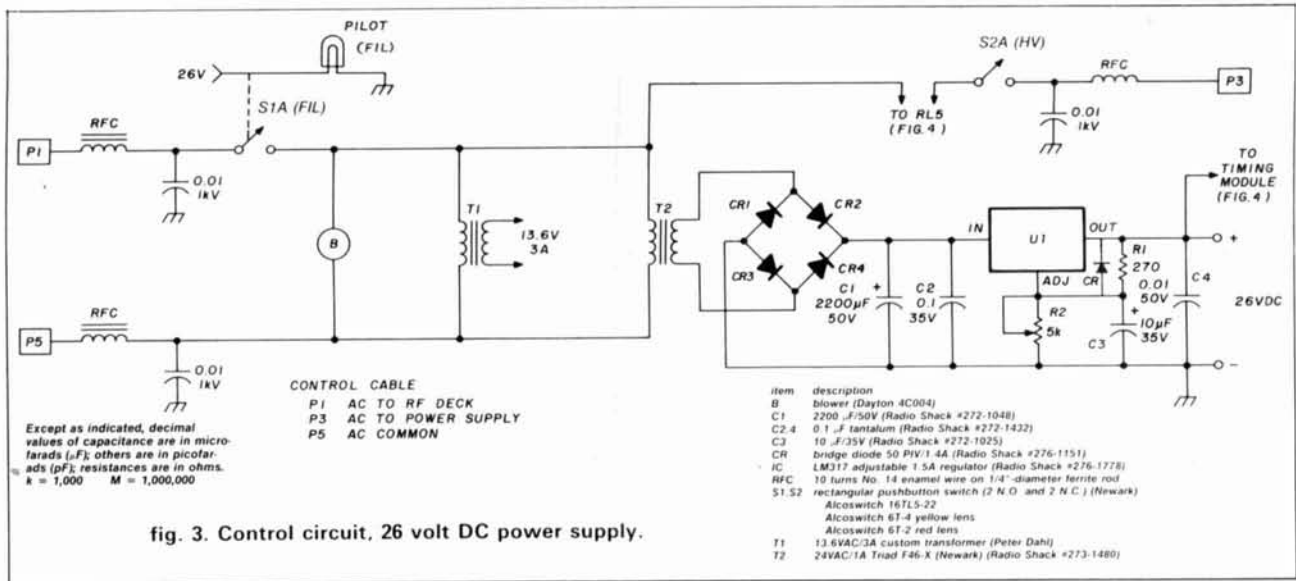 PILOT
(FIL)
26V
S1A (FIL)
RFC
P1
0.01
1kV
B
T1
13.6V
3A
RFC
P5
0.01
1kV
S2A (HV)
RFC
P3
TO RL5
(FIG.4)
0.01
1kV
TO
TIMING
MODULE
(FIG.4)
T2
CR1
CR2
CR3
CR4
C1
2200µF
50V
+
C2
0.1
35V
IN
U1
OUT
ADJ
CR
R1
270
R2
5k
+
10µF
35V
C3
0.01
50V
C4
+
26VDC
-
CONTROL CABLE
P1 AC TO RF DECK
P3 AC TO POWER SUPPLY
P5 AC COMMON
Except as indicated, decimal
values of capacitance are in micro-
farads (µF); others are in picofar-
ads (pF); resistances are in ohms.
k = 1,000 M = 1,000,000
item description
B blower (Dayton 4C004)
C1 2200 µF/50V (Radio Shack #272-1048)
C2.4 0.1 µF tantalum (Radio Shack #272-1432)
C3 10 µF/35V (Radio Shack #272-1025)
CR bridge diode 50 PIV/1.4A (Radio Shack #276-1151)
IC LM317 adjustable 1.5A regulator (Radio Shack #276-1778)
RFC 10 turns No. 14 enamel wire on 1/4"-diameter ferrite rod
S1.S2 rectangular pushbutton switch (2 N.O. and 2 N.C.) (Newark)
Alcoswitch 16TL5-22
Alcoswitch 6T-4 yellow lens
Alcoswitch 6T-2 red lens
T1 13.6VAC/3A custom transformer (Peter Dahl)
T2 24VAC/1A Triad F46-X (Newark) (Radio Shack #273-1480)
fig. 3. Control circuit, 26 volt DC power supply.